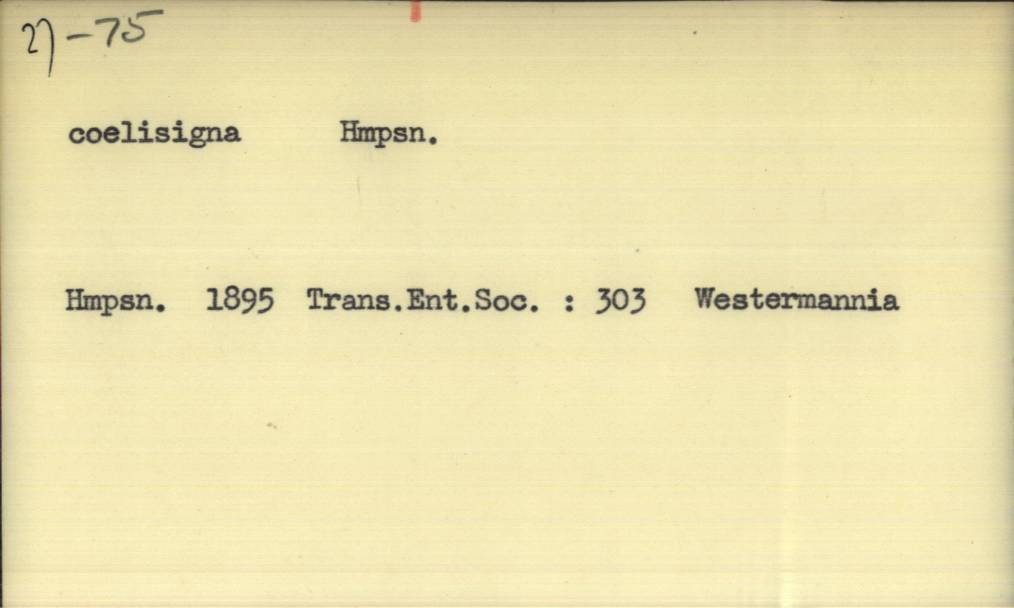 27-75
coelisigna Hmpsn.
Hmpsn. 1895 Trans.Ent.Soc. : 303 Westermannia